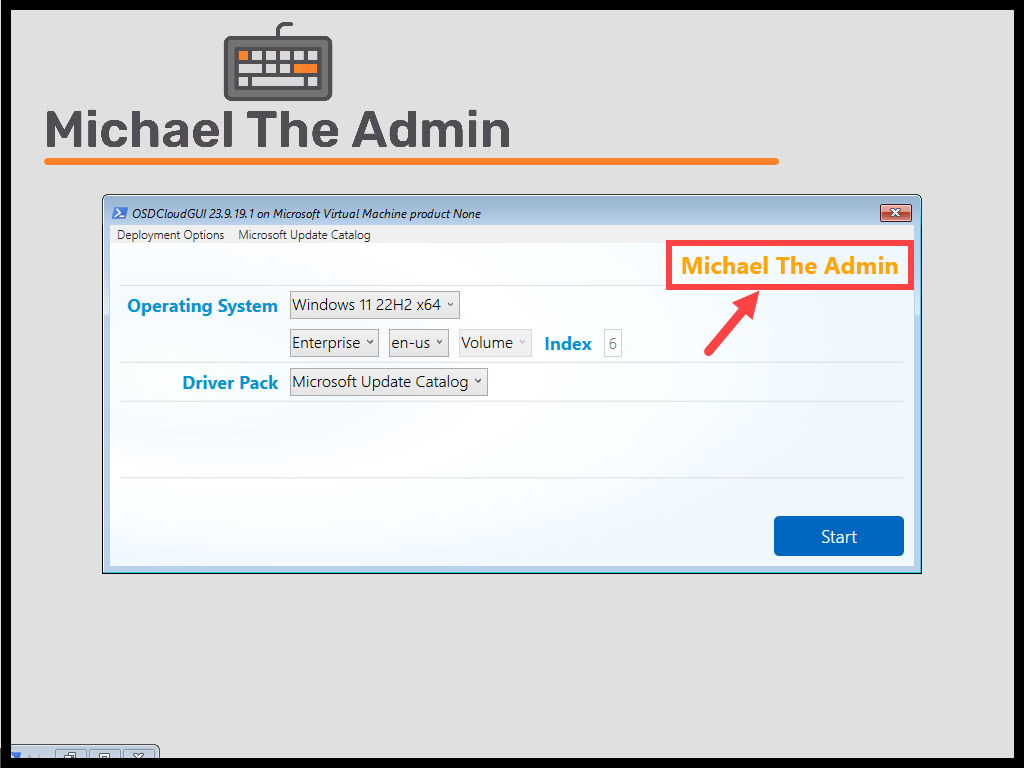 Michael The Admin
OSDCloudGUI 23.9.19.1 on Microsoft Virtual Machine product None
Deployment Options Microsoft Update Catalog
Michael The Admin
Operating System Windows 11 22H2 x64
Enterprise en-us Volume Index 6
Driver Pack Microsoft Update Catalog
Start